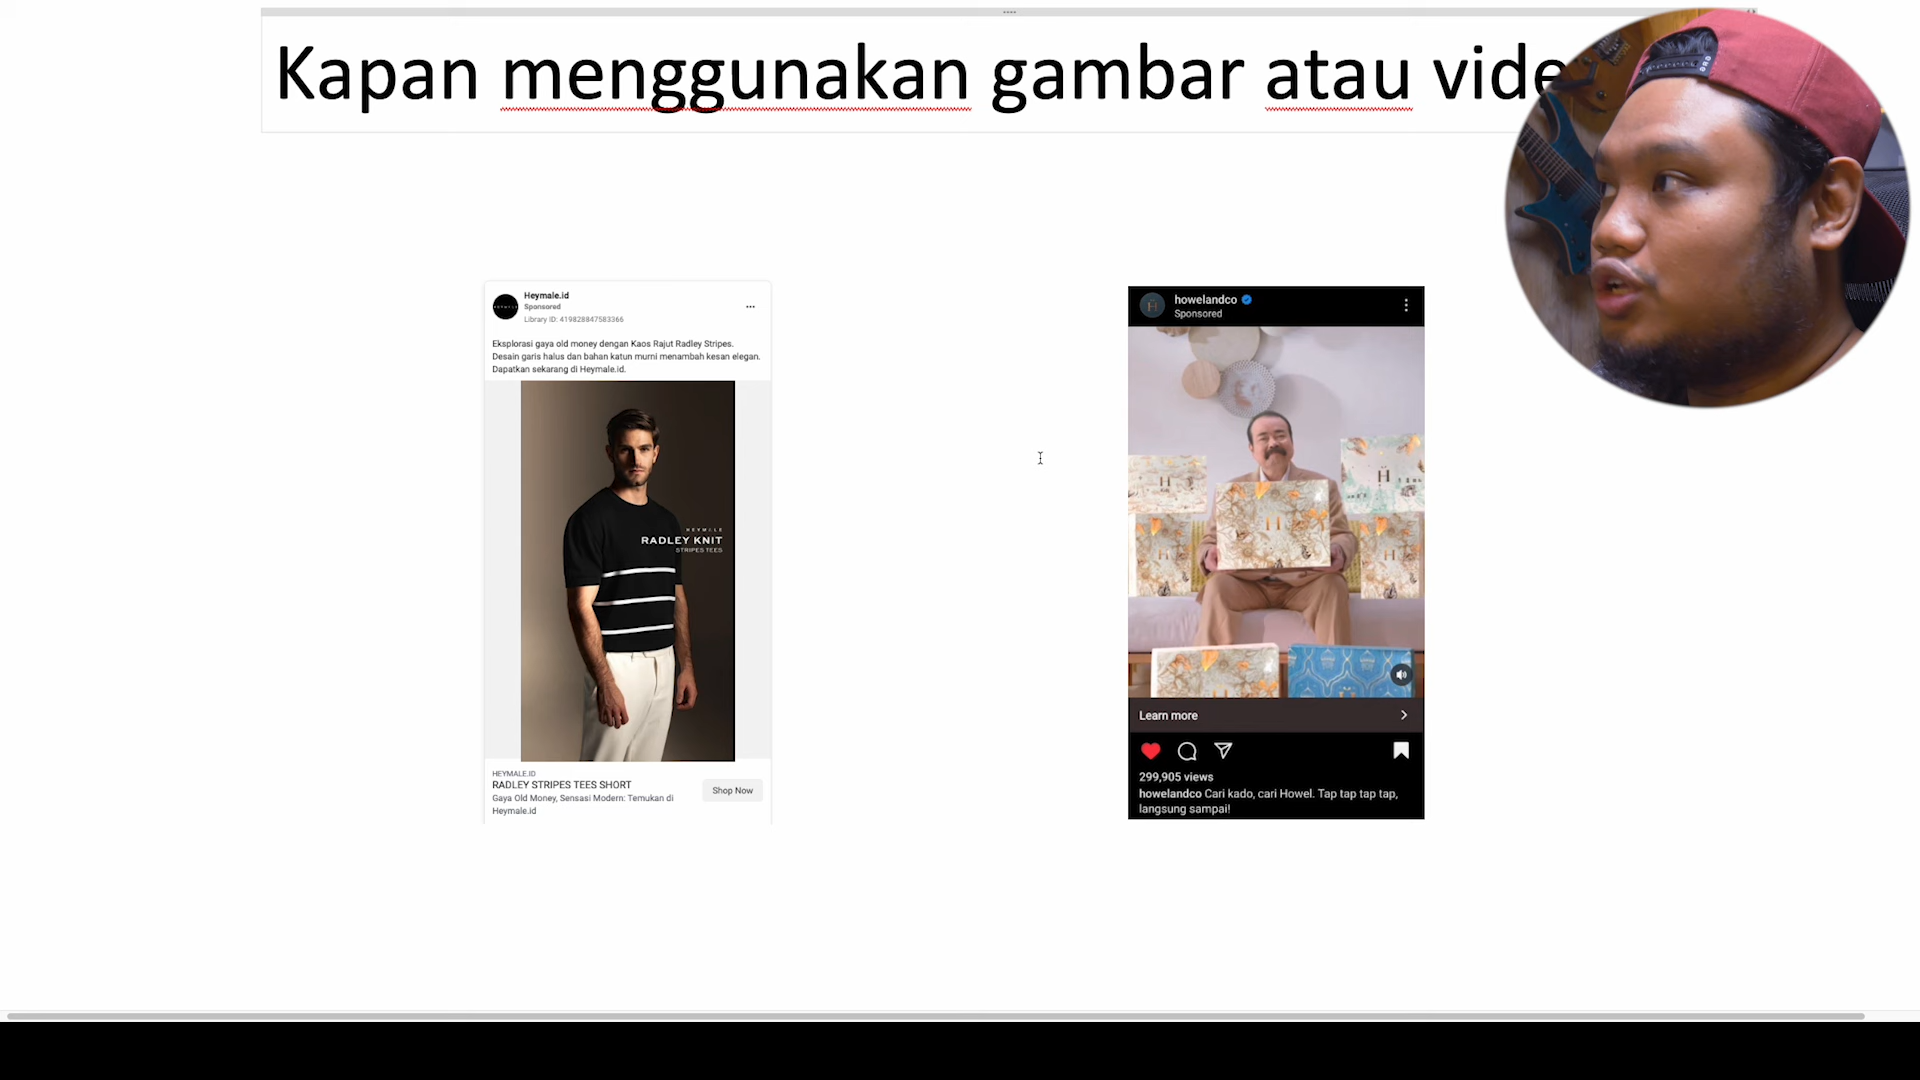 Kapan menggunakan gambar atau vide
Heymale.id
Sponsored
Library ID: 419828847583366
Eksplorasi gaya old money dengan Kaos Rajut Radley Stripes.
Desain garis halus dan bahan katun murni menambah kesan elegan.
Dapatkan sekarang di Heymale.id.
HEYMALE
RADLEY KNIT
STRIPES TEES
HEYMALE.ID
RADLEY STRIPES TEES SHORT
Gaya Old Money, Sensasi Modern: Temukan di
Heymale.id
Shop Now
howelandco
Sponsored
H
Learn more
299,905 views
howelandco Cari kado, cari Howel. Tap tap tap tap,
langsung sampai!